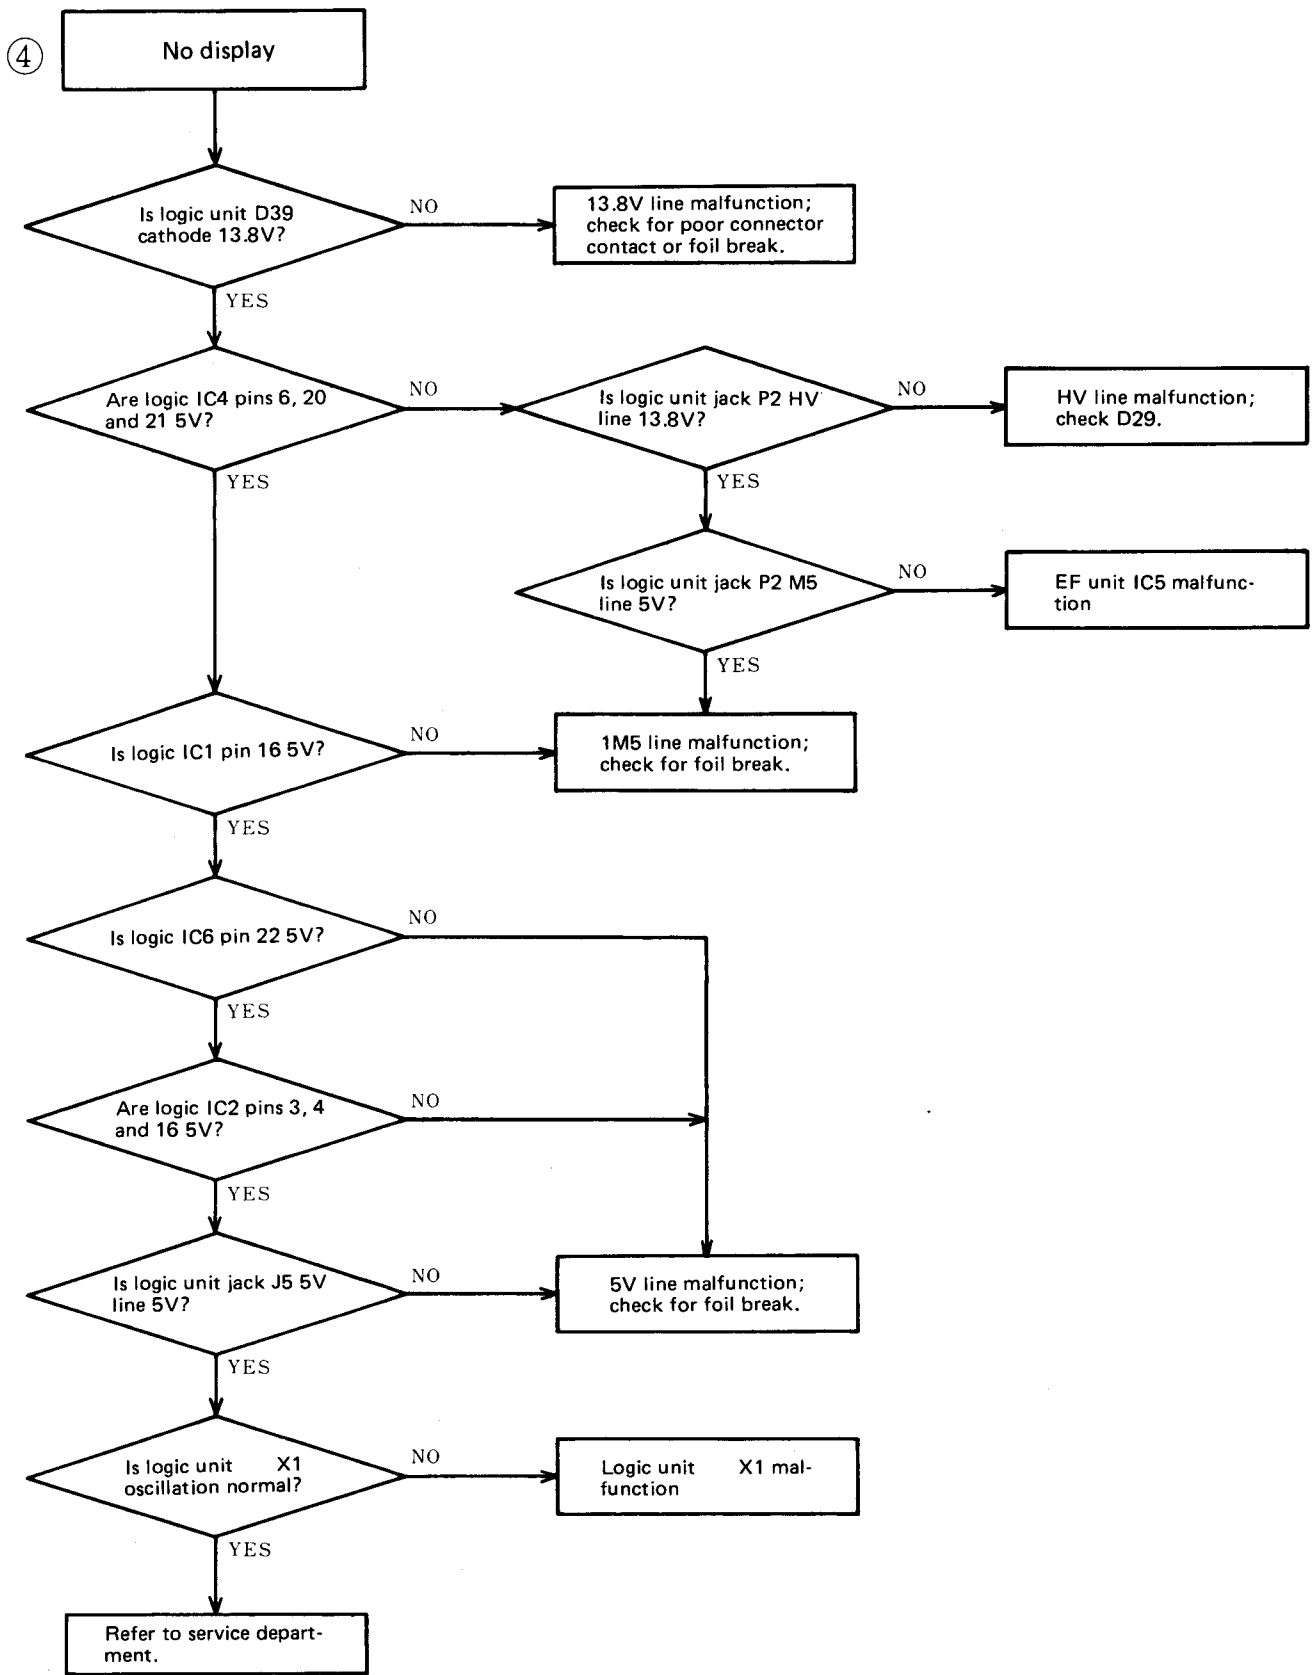 ④
No display
Is logic unit D39
cathode 13.8V?
NO
13.8V line malfunction;
check for poor connector
contact or foil break.
YES
Are logic IC4 pins 6, 20
and 21 5V?
NO
Is logic unit jack P2 HV
line 13.8V?
NO
HV line malfunction;
check D29.
YES
YES
Is logic unit jack P2 M5
line 5V?
NO
EF unit IC5 malfunc-
tion
YES
Is logic IC1 pin 16 5V?
NO
1M5 line malfunction;
check for foil break.
YES
Is logic IC6 pin 22 5V?
NO
YES
Are logic IC2 pins 3, 4
and 16 5V?
NO
YES
Is logic unit jack J5 5V
line 5V?
NO
5V line malfunction;
check for foil break.
YES
Is logic unit X1
oscillation normal?
NO
Logic unit X1 mal-
function
YES
Refer to service depart-
ment.